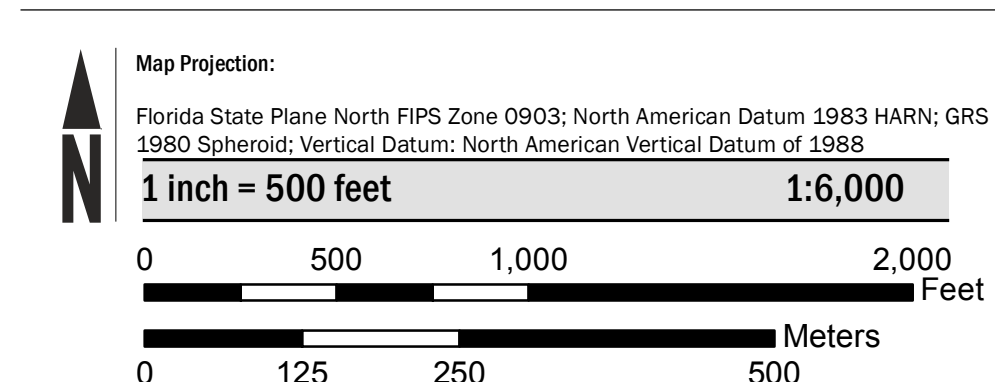 N
Map Projection:
Florida State Plane North FIPS Zone 0903; North American Datum 1983 HARN; GRS
1980 Spheroid; Vertical Datum: North American Vertical Datum of 1988
1 inch = 500 feet 1:6,000
0 500 1,000 2,000
Feet
Meters
0 125 250 500